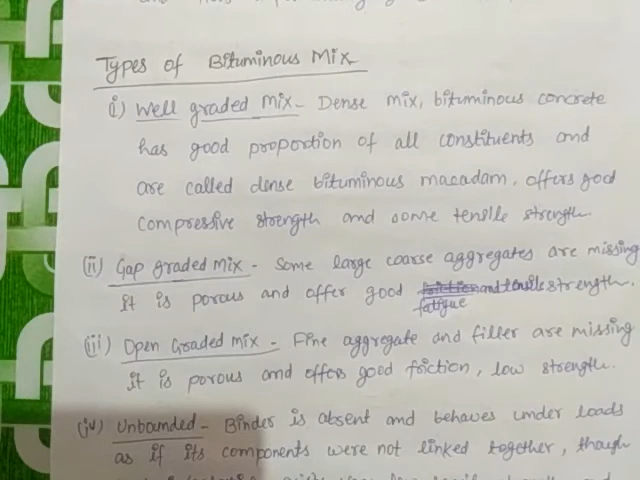 Types of Bituminous Mix
i) Well graded mix - Dense mix, bituminous concrete
has good proportion of all constituents and
are called dense bituminous macadam, offers good
compressive strength and some tensile strength
(ii) Gap graded mix - Some large coarse aggregates are missing
it is porous and offer good fatigue strength.
(iii) Open Graded mix - Fine aggregate and filler are missing
it is porous and offers good friction, low strength.
(iv) Unbounded - Binder is absent and behaves under loads
as if its components were not linked together, though